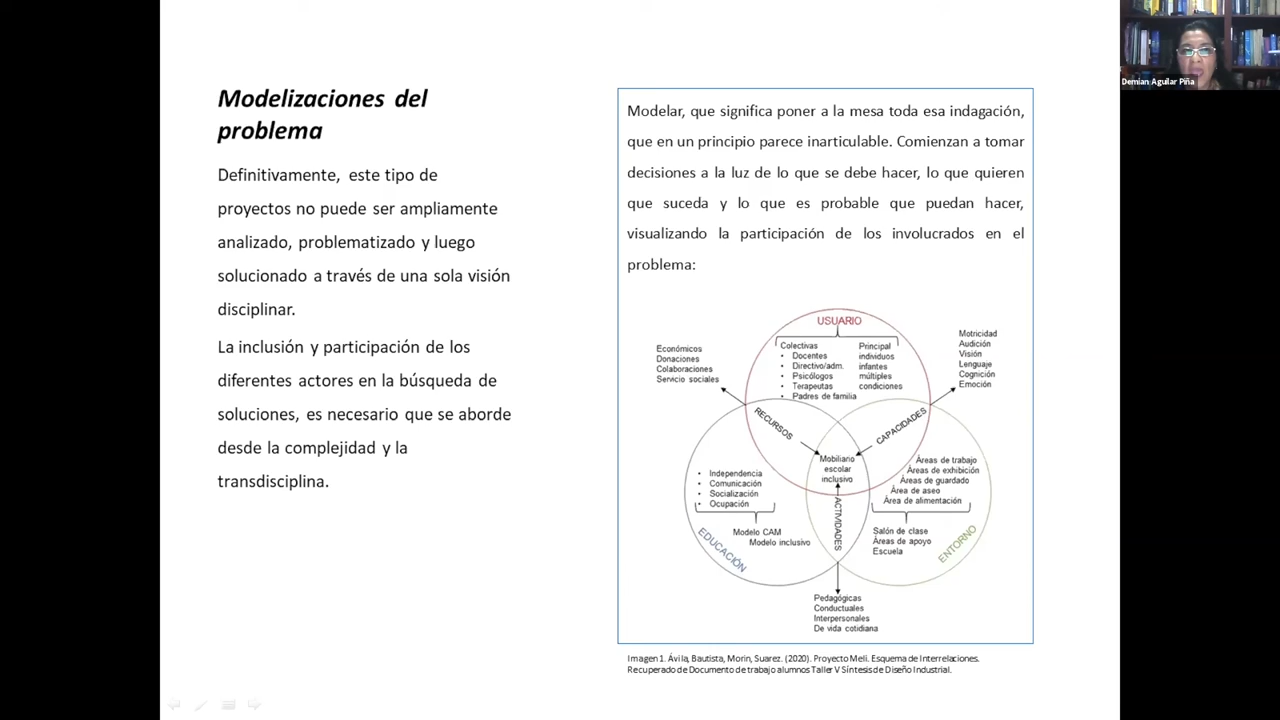 Modelizaciones del
problema
Definitivamente, este tipo de
proyectos no puede ser ampliamente
analizado, problematizado y luego
solucionado a través de una sola visión
disciplinar.
La inclusión y participación de los
diferentes actores en la búsqueda de
soluciones, es necesario que se aborde
desde la complejidad y la
transdisciplina.
Modelar, que significa poner a la mesa toda esa indagación,
que en un principio parece inarticulable. Comienzan a tomar
decisiones a la luz de lo que se debe hacer, lo que quieren
que suceda y lo que es probable que puedan hacer,
visualizando la participación de los involucrados en el
problema:
USUARIO
Colectivas
• Docentes
• Directivo/adm.
• Psicólogos
• Terapeutas
• Padres de familia
Principal
individuos
infantes
múltiples
condiciones
Económicos
Donaciones
Colaboraciones
Servicio sociales
Motricidad
Audición
Visión
Lenguaje
Cognición
Emoción
RECURSOS
CAPACIDADES
Mobiliario
escolar
inclusivo
ACTIVIDADES
• Independencia
• Comunicación
• Socialización
• Ocupación
Modelo CAM
Modelo inclusivo
EDUCACIÓN
Áreas de trabajo
Áreas de exhibición
Áreas de guardado
Área de aseo
Área de alimentación
Salón de clase
Áreas de apoyo
Escuela
ENTORNO
Pedagógicas
Conductuales
Interpersonales
De vida cotidiana
Imagen 1. Ávila, Bautista, Morin, Suarez. (2020). Proyecto Meli. Esquema de Interrelaciones.
Recuperado de Documento de trabajo alumnos Taller V Síntesis de Diseño Industrial.
Demian Aguilar Piña